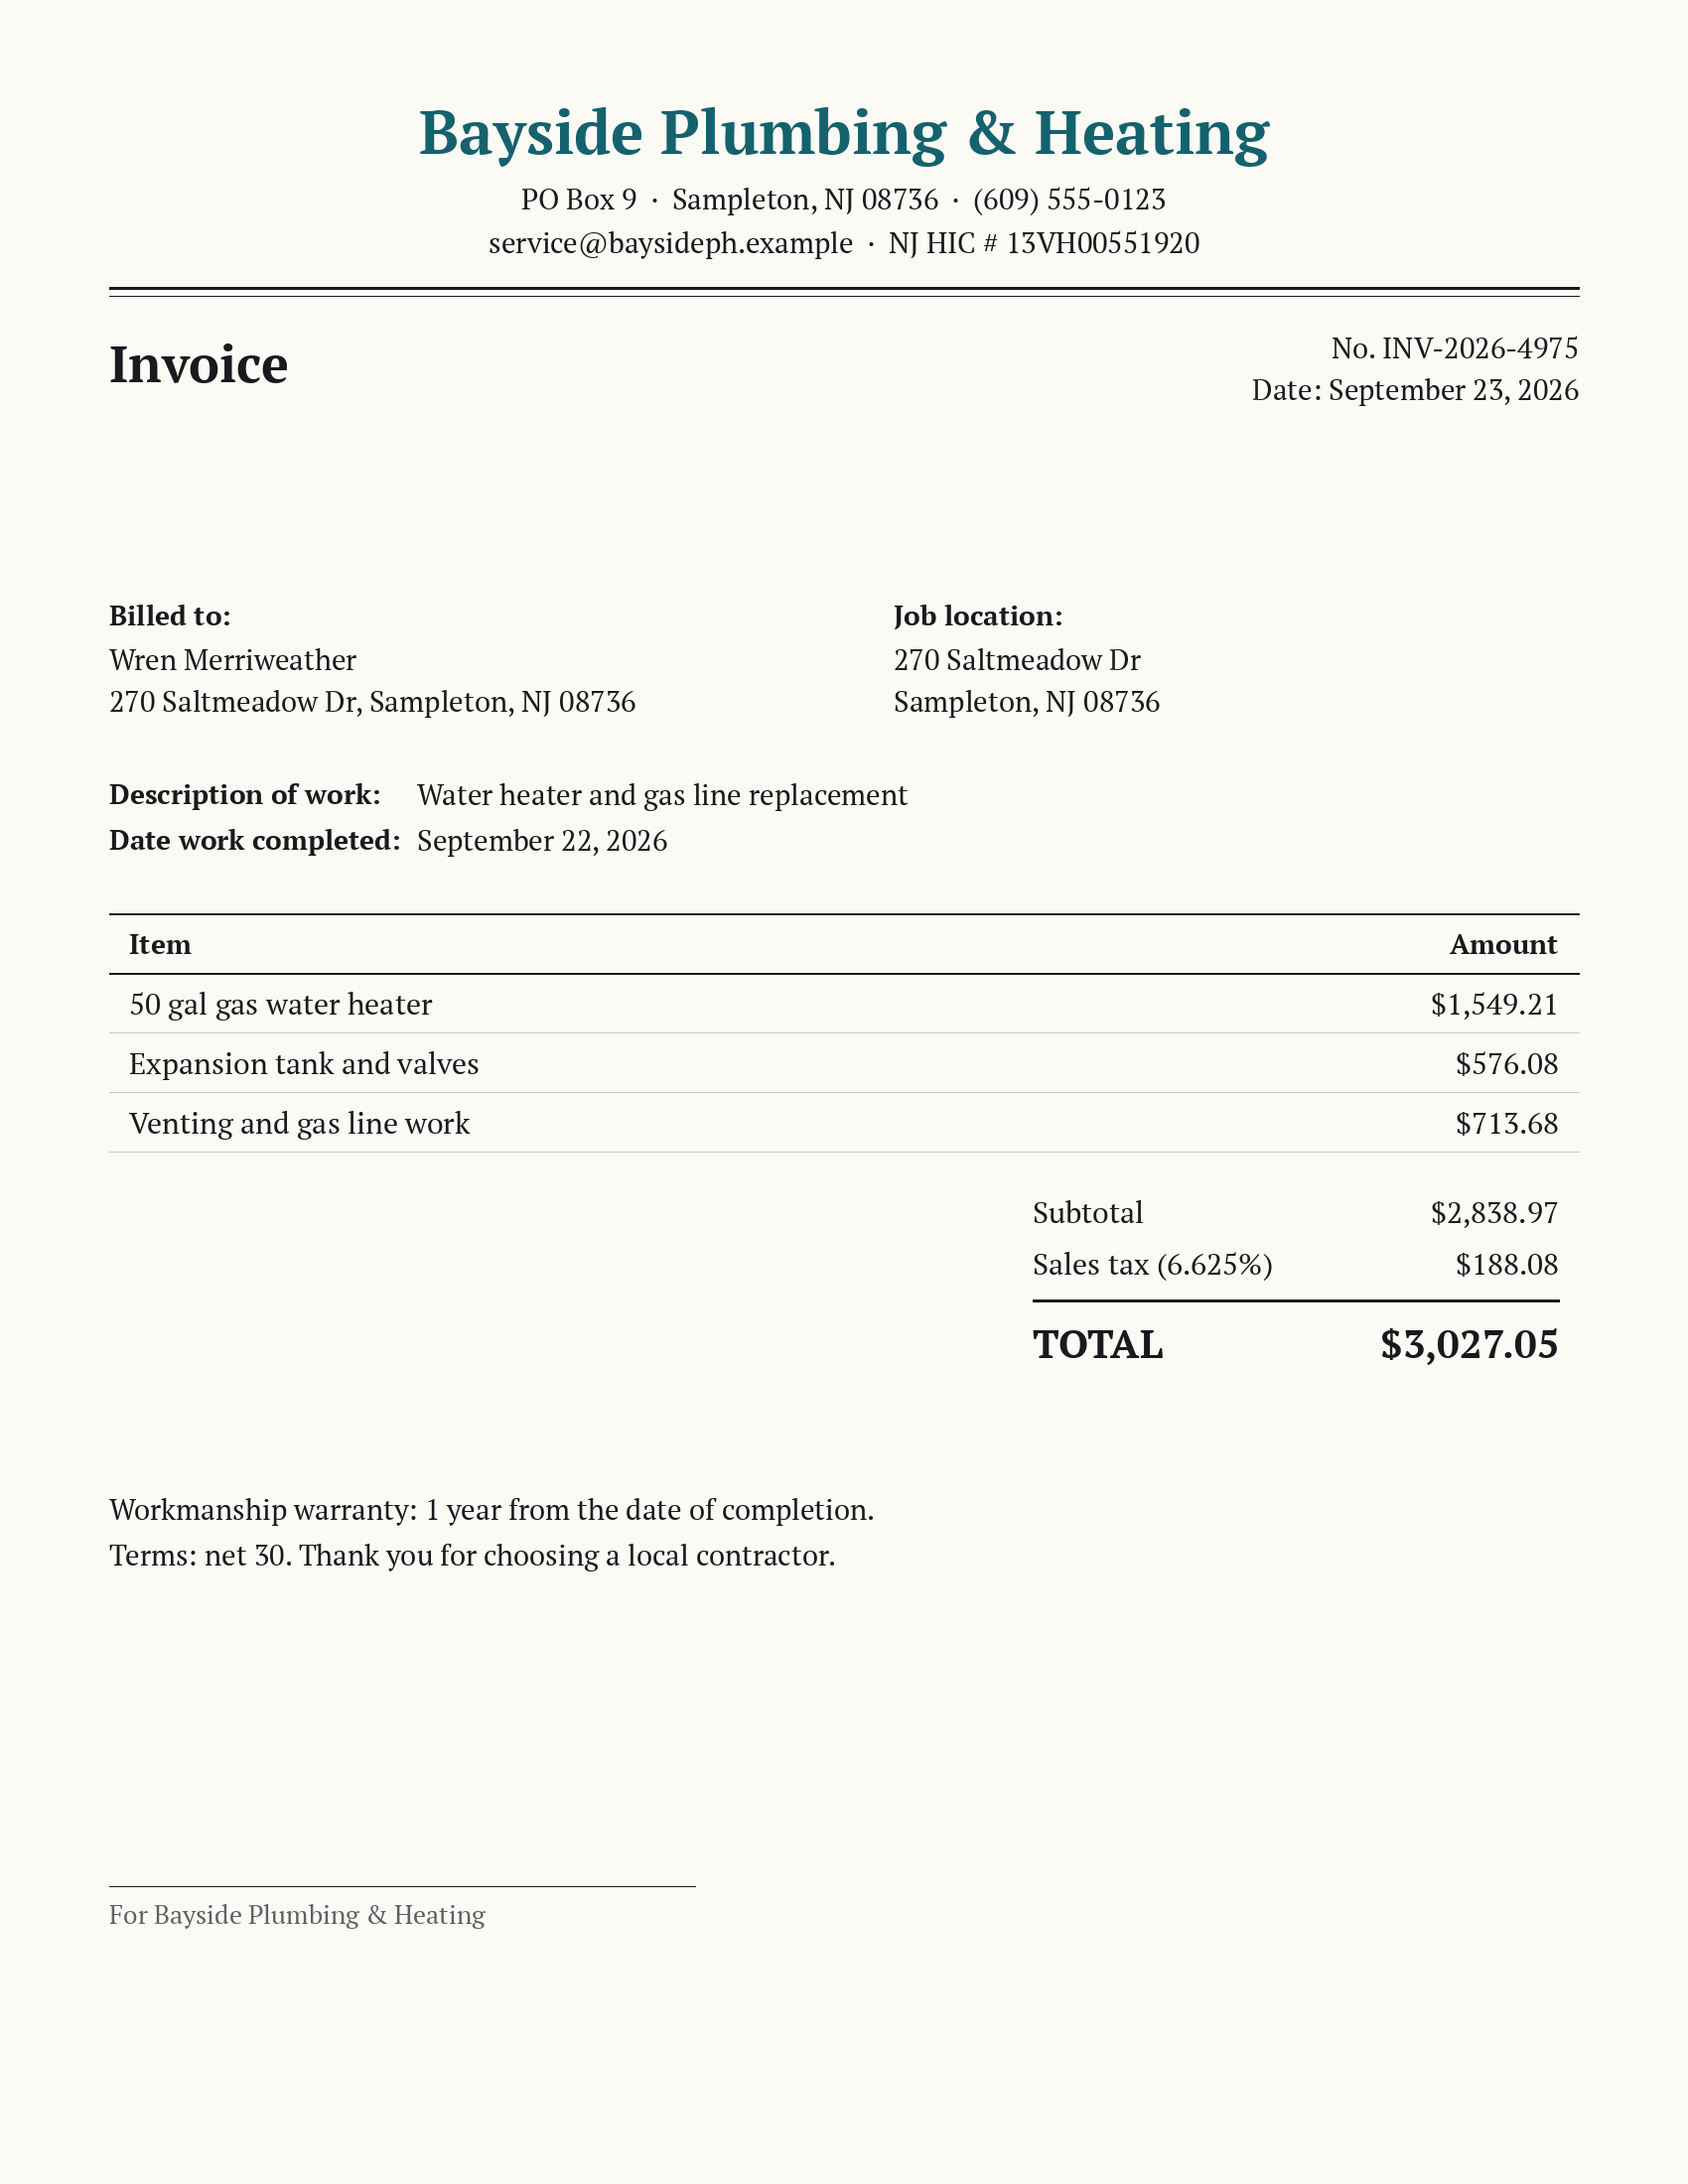 Bayside Plumbing & Heating
PO Box 9 · Sampleton, NJ 08736 · (609) 555-0123
service@baysideph.example · NJ HIC # 13VH00551920
Invoice
No. INV-2026-4975
Date: September 23, 2026
Billed to:
Wren Merriweather
270 Saltmeadow Dr, Sampleton, NJ 08736
Job location:
270 Saltmeadow Dr
Sampleton, NJ 08736
Description of work: Water heater and gas line replacement
Date work completed: September 22, 2026
Item Amount
50 gal gas water heater $1,549.21
Expansion tank and valves $576.08
Venting and gas line work $713.68
Subtotal $2,838.97
Sales tax (6.625%) $188.08
TOTAL $3,027.05
Workmanship warranty: 1 year from the date of completion.
Terms: net 30. Thank you for choosing a local contractor.
For Bayside Plumbing & Heating